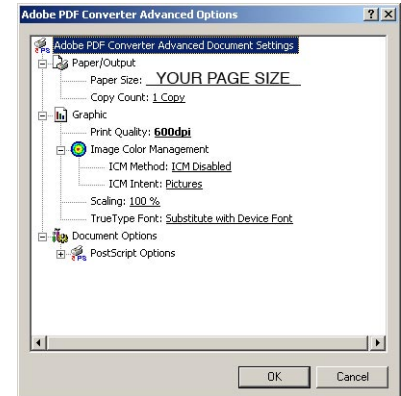 Adobe PDF Converter Advanced Options
Adobe PDF Converter Advanced Document Settings
Paper/Output
Paper Size: YOUR PAGE SIZE
Copy Count: 1 Copy
Graphic
Print Quality: 600dpi
Image Color Management
ICM Method: ICM Disabled
ICM Intent: Pictures
Scaling: 100 %
TrueType Font: Substitute with Device Font
Document Options
PostScript Options
OK Cancel